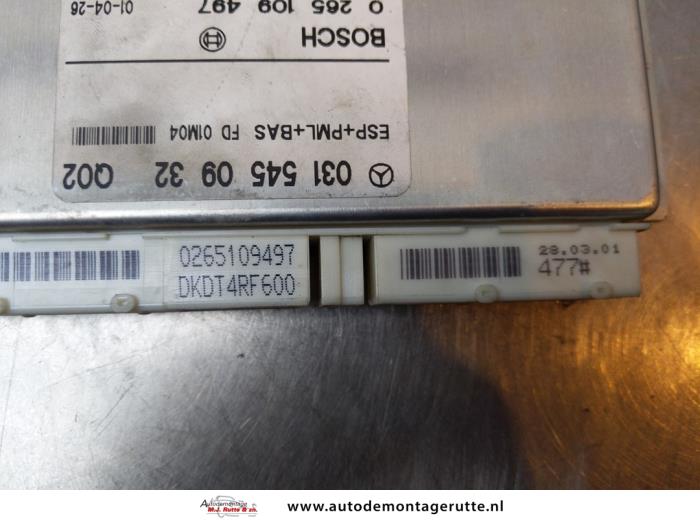 031 545 09 32 Q02
ESP+PML+BAS FD 01M04
BOSCH
0 265 109 497 01-04-26
0265109497
DKDT4RF600
28.03.01
477#
Autodemontage
M.J. Rutte & zn.
www.autodemontagerutte.nl